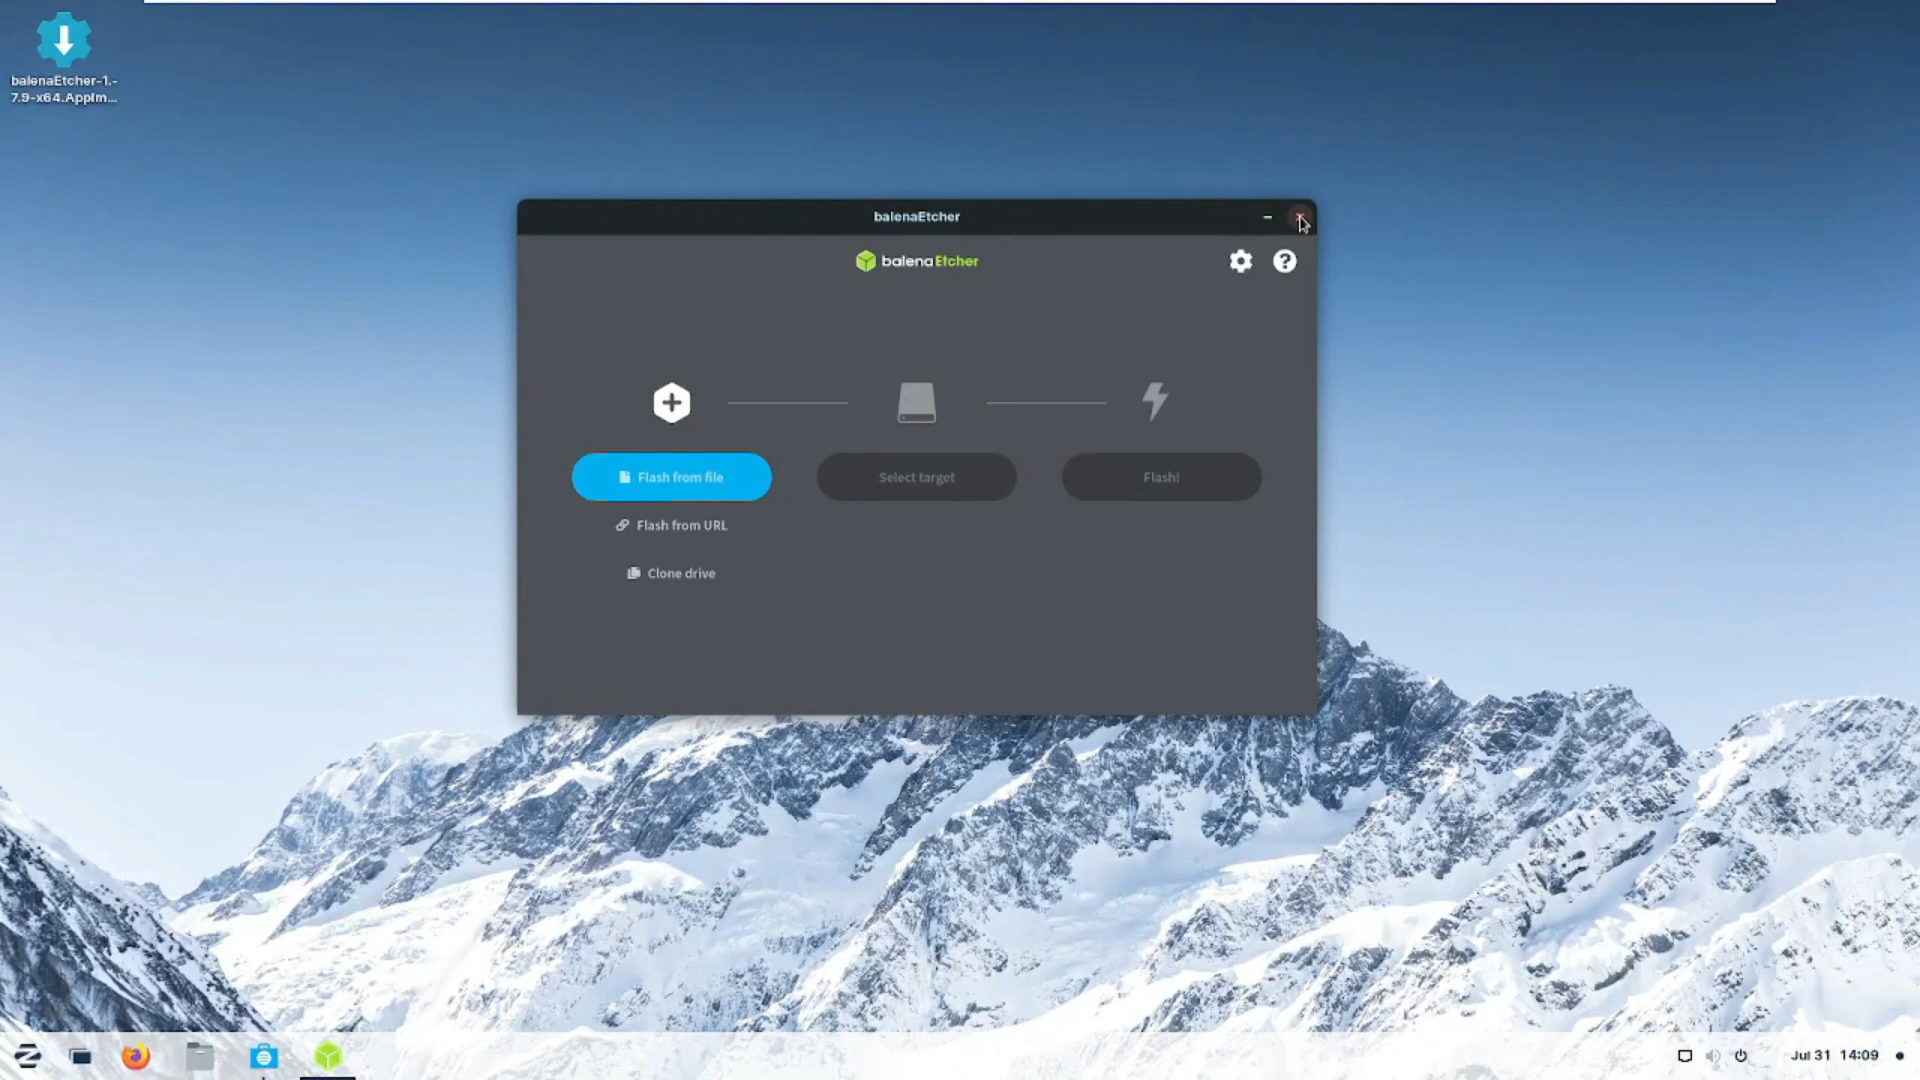 balenaEtcher-1.-
7.9-x64.AppIm...
balenaEtcher
balenaEtcher
Flash from file
Select target
Flash!
Flash from URL
Clone drive
Jul 31 14:09